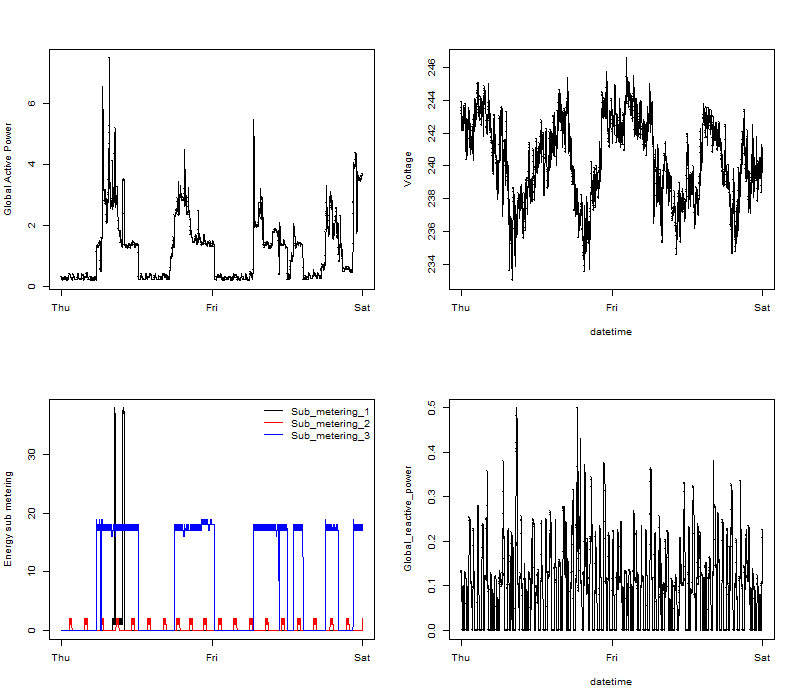 Global Active Power
0 2 4 6
Thu Fri Sat
Voltage
234 236 238 240 242 244 246
Thu Fri Sat
datetime
Energy sub metering
0 10 20 30
Sub_metering_1
Sub_metering_2
Sub_metering_3
Thu Fri Sat
Global_reactive_power
0.0 0.1 0.2 0.3 0.4 0.5
Thu Fri Sat
datetime